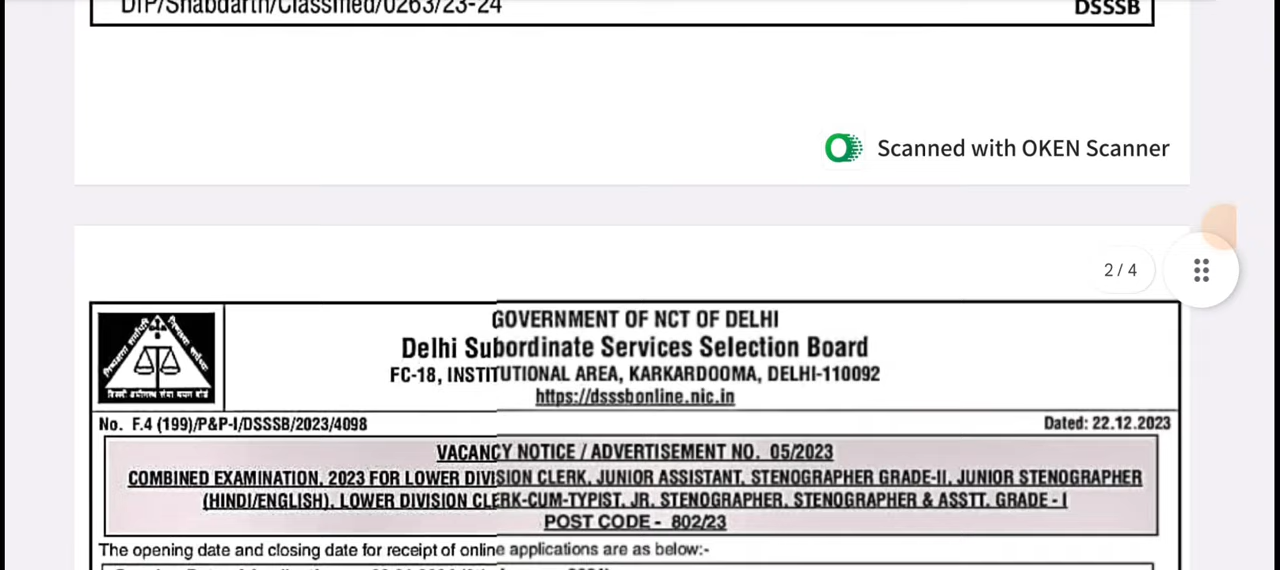 DIP/Shabdarth/Classified/0263/23-24
DSSSB
Scanned with OKEN Scanner
2 / 4
GOVERNMENT OF NCT OF DELHI
Delhi Subordinate Services Selection Board
FC-18, INSTITUTIONAL AREA, KARKARDOOMA, DELHI-110092
https://dsssbonline.nic.in
No. F.4 (199)/P&P-I/DSSSB/2023/4098
Dated: 22.12.2023
VACANCY NOTICE / ADVERTISEMENT NO. 05/2023
COMBINED EXAMINATION, 2023 FOR LOWER DIVISION CLERK, JUNIOR ASSISTANT, STENOGRAPHER GRADE-II, JUNIOR STENOGRAPHER
(HINDI/ENGLISH), LOWER DIVISION CLERK-CUM-TYPIST, JR. STENOGRAPHER, STENOGRAPHER & ASSTT. GRADE - I
POST CODE - 802/23
The opening date and closing date for receipt of online applications are as below:-